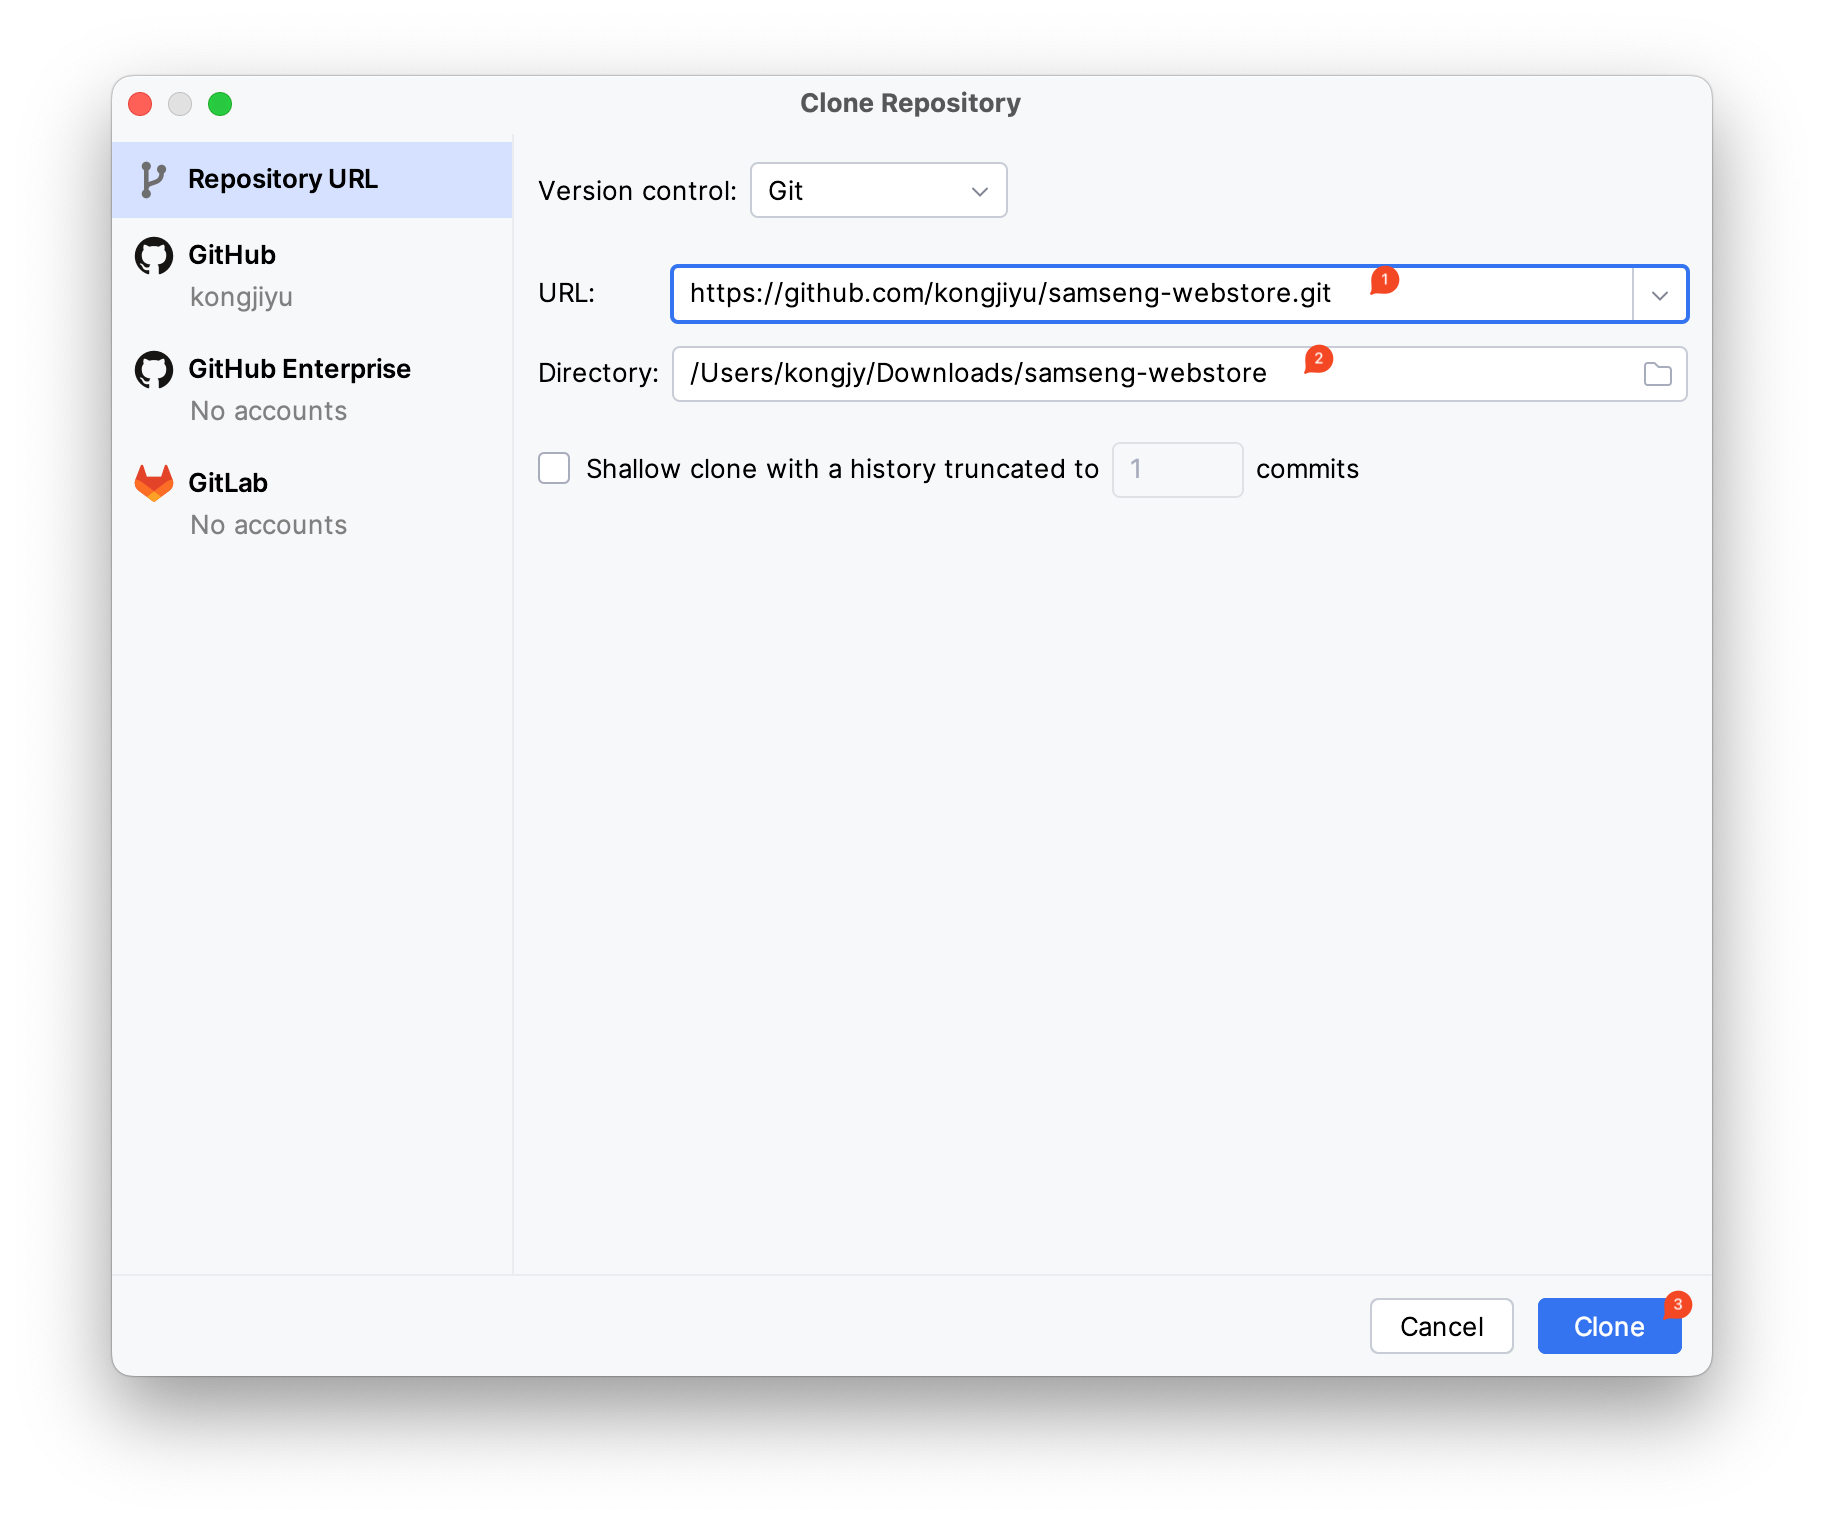 Clone Repository
Repository URL
GitHub
kongjiyu
GitHub Enterprise
No accounts
GitLab
No accounts
Version control: Git
URL: https://github.com/kongjiyu/samseng-webstore.git 1
Directory: /Users/kongjy/Downloads/samseng-webstore 2
Shallow clone with a history truncated to 1 commits
Cancel Clone 3